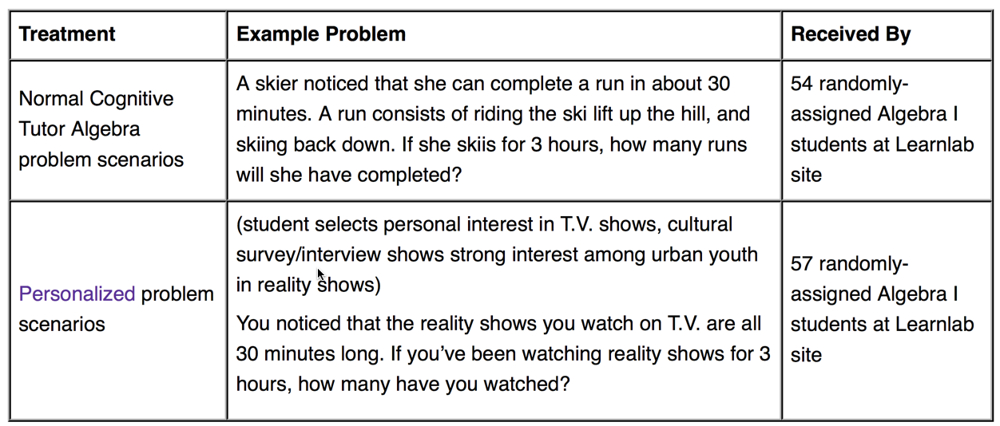 Treatment
Example Problem
Received By
Normal Cognitive
Tutor Algebra
problem scenarios
A skier noticed that she can complete a run in about 30
minutes. A run consists of riding the ski lift up the hill, and
skiing back down. If she skiis for 3 hours, how many runs
will she have completed?
54 randomly-
assigned Algebra I
students at Learnlab
site
Personalized problem
scenarios
(student selects personal interest in T.V. shows, cultural
survey/interview shows strong interest among urban youth
in reality shows)
You noticed that the reality shows you watch on T.V. are all
30 minutes long. If you’ve been watching reality shows for 3
hours, how many have you watched?
57 randomly-
assigned Algebra I
students at Learnlab
site